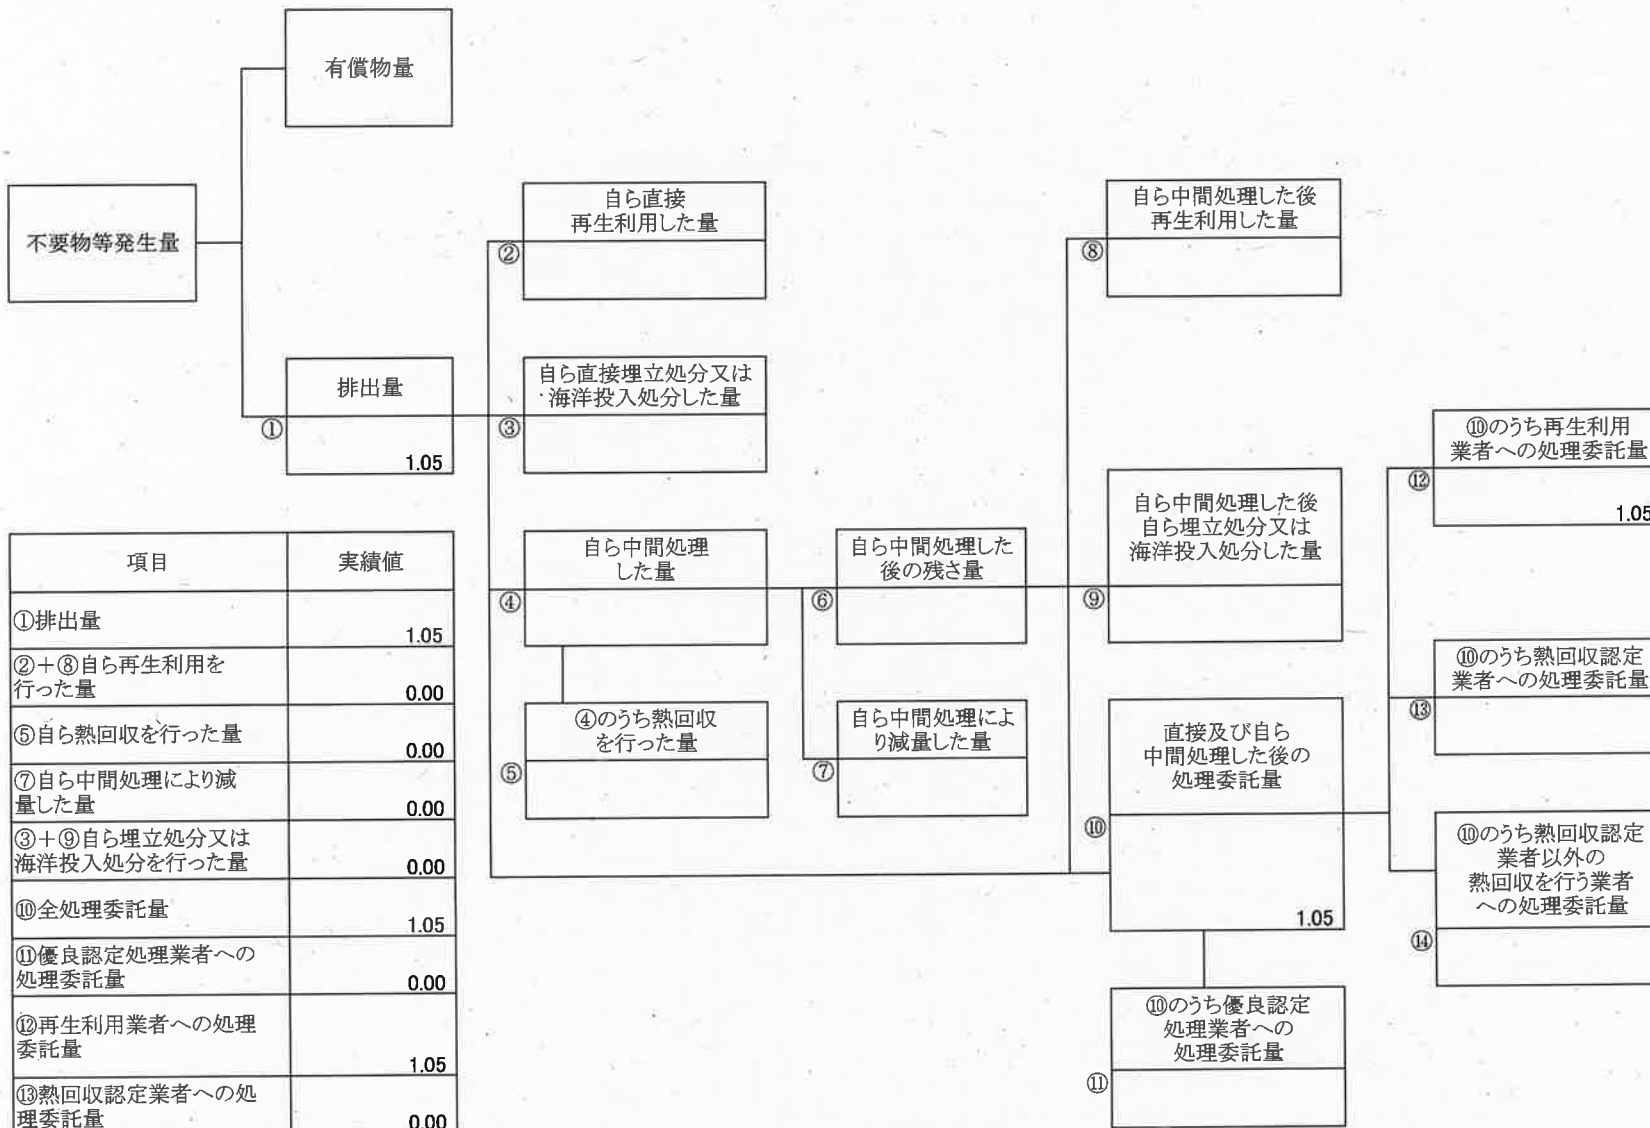 有償物量
不要物等発生量
自ら直接
再生利用した量
②
自ら中間処理した後
再生利用した量
⑧
排出量
①
1.05
自ら直接埋立処分又は
海洋投入処分した量
③
⑩のうち再生利用
業者への処理委託量
⑫
1.05
自ら中間処理
した量
④
自ら中間処理した
後の残さ量
⑥
自ら中間処理した後
自ら埋立処分又は
海洋投入処分した量
⑨
⑩のうち熱回収認定
業者への処理委託量
⑬
④のうち熱回収
を行った量
⑤
自ら中間処理によ
り減量した量
⑦
直接及び自ら
中間処理した後の
処理委託量
⑩
1.05
⑩のうち熱回収認定
業者以外の
熱回収を行う業者
への処理委託量
⑭
⑩のうち優良認定
処理業者への
処理委託量
⑪
項目 実績値
①排出量 1.05
②+⑧自ら再生利用を
行った量 0.00
⑤自ら熱回収を行った量 0.00
⑦自ら中間処理により減
量した量 0.00
③+⑨自ら埋立処分又は
海洋投入処分を行った量 0.00
⑩全処理委託量 1.05
⑪優良認定処理業者への
処理委託量 0.00
⑫再生利用業者への処理
委託量 1.05
⑬熱回収認定業者への処
理委託量 0.00